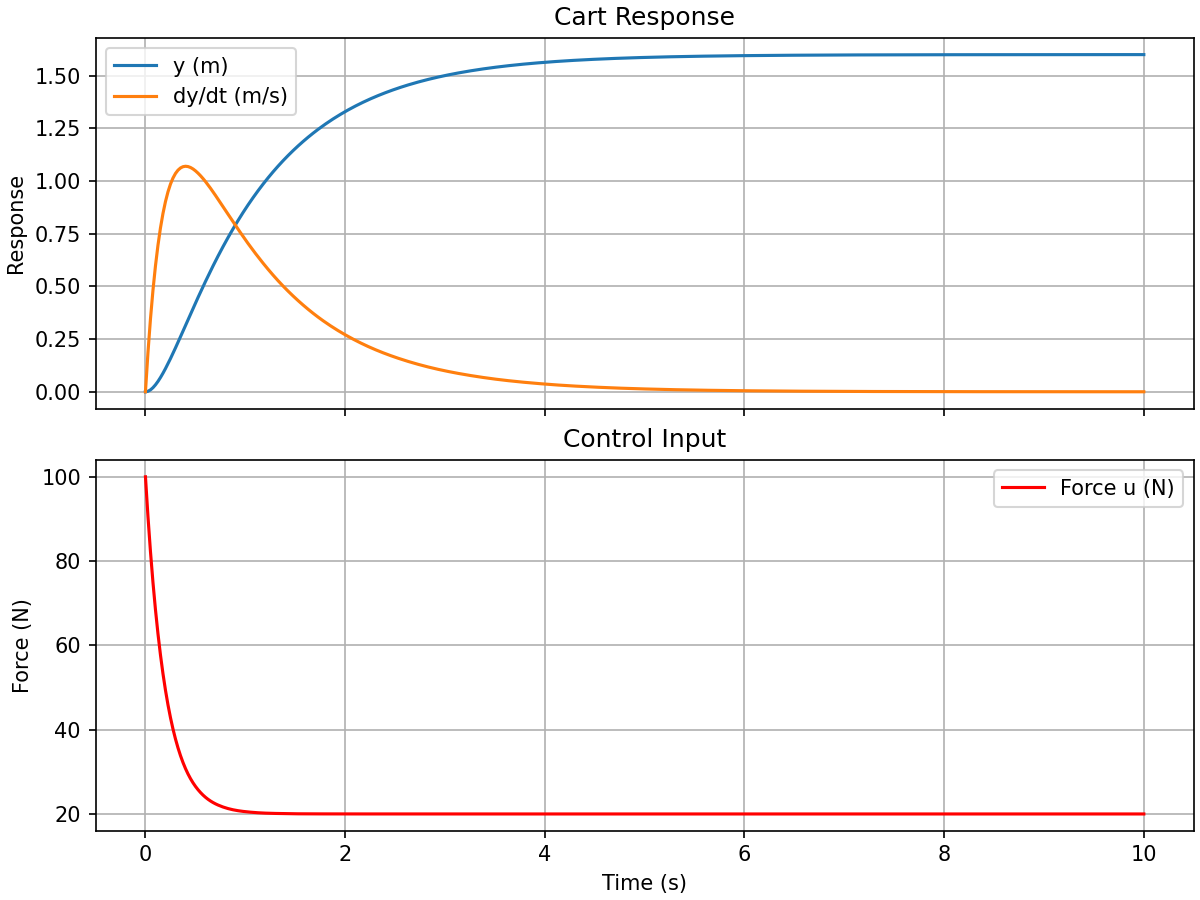 Cart Response
y (m)
dy/dt (m/s)
Response
1.50
1.25
1.00
0.75
0.50
0.25
0.00
Control Input
Force u (N)
Force (N)
100
80
60
40
20
0 2 4 6 8 10
Time (s)